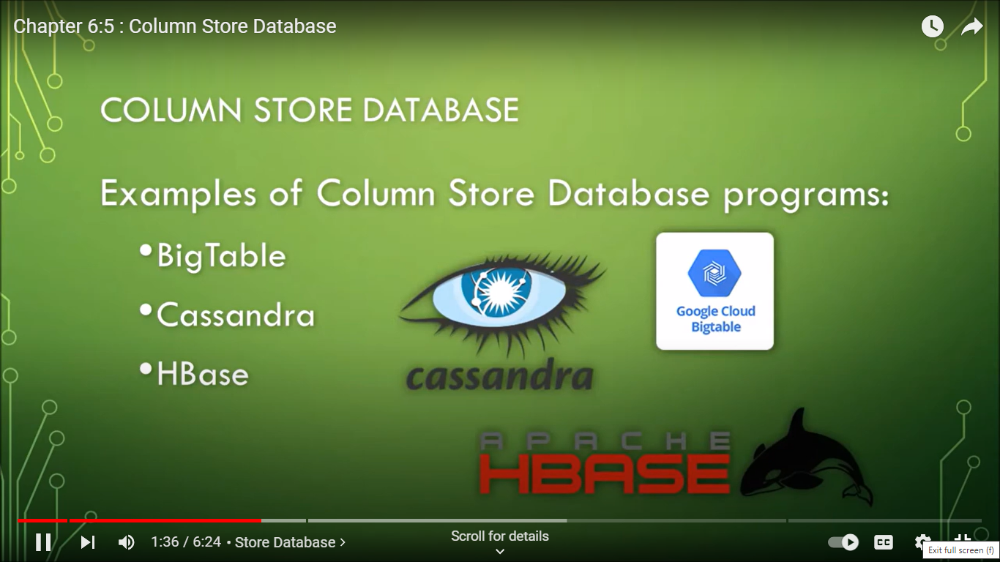 Chapter 6:5 : Column Store Database
COLUMN STORE DATABASE
Examples of Column Store Database programs:
•BigTable
•Cassandra
•HBase
cassandra
Google Cloud
Bigtable
APACHE
HBASE
1:36 / 6:24 • Store Database ›
Scroll for details
CC
Exit full screen (f)